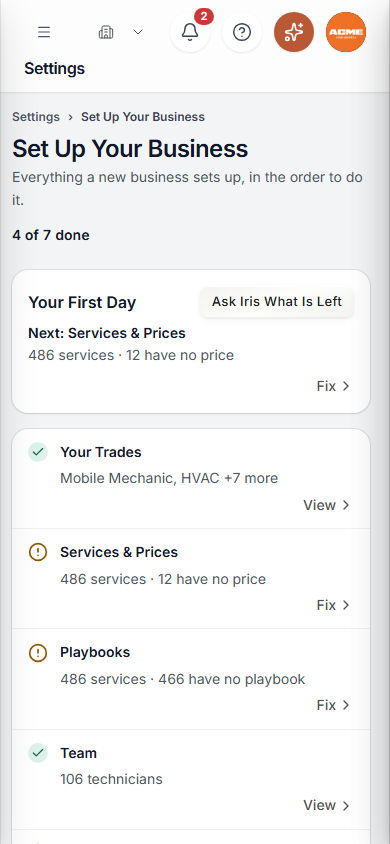 2
ACME
Settings
Settings › Set Up Your Business
Set Up Your Business
Everything a new business sets up, in the order to do
it.
4 of 7 done
Your First Day
Ask Iris What Is Left
Next: Services & Prices
486 services · 12 have no price
Fix
Your Trades
Mobile Mechanic, HVAC +7 more
View
Services & Prices
486 services · 12 have no price
Fix
Playbooks
486 services · 466 have no playbook
Fix
Team
106 technicians
View